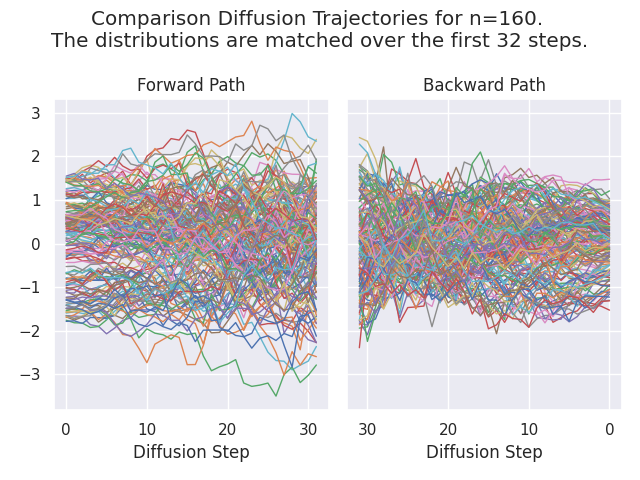 Comparison Diffusion Trajectories for n=160.
The distributions are matched over the first 32 steps.
Forward Path
Backward Path
3
2
1
0
−1
−2
−3
0 10 20 30
30 20 10 0
Diffusion Step
Diffusion Step